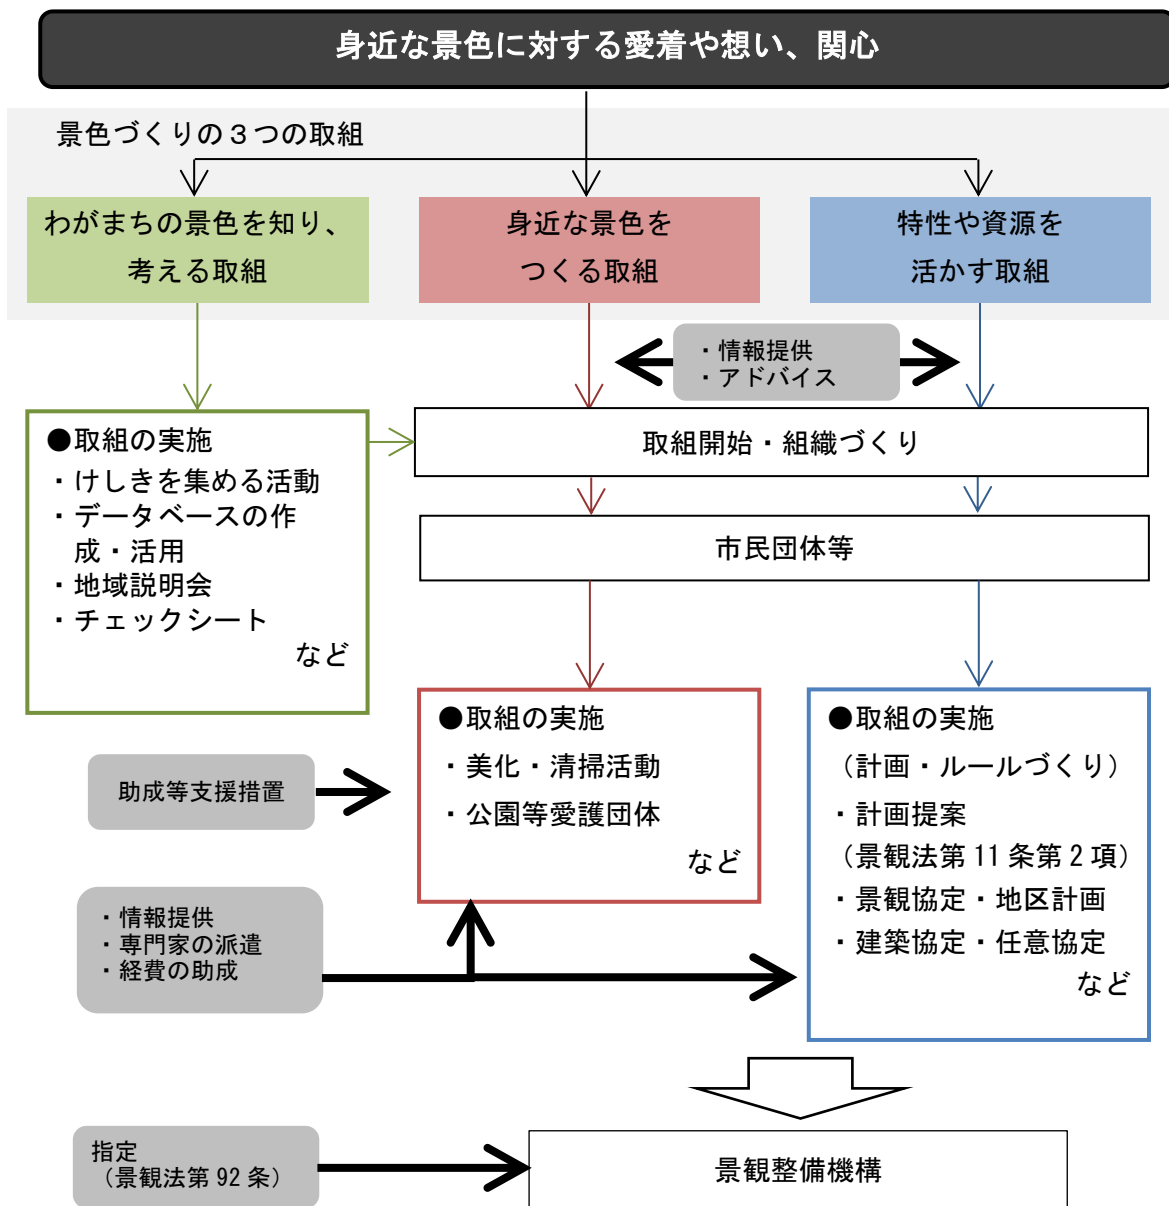 身近な景色に対する愛着や想い、関心
景色づくりの３つの取組
わがまちの景色を知り、
考える取組
身近な景色を
つくる取組
特性や資源を
活かす取組
・情報提供
・アドバイス
●取組の実施
・けしきを集める活動
・データベースの作
成・活用
・地域説明会
・チェックシート
など
取組開始・組織づくり
市民団体等
●取組の実施
・美化・清掃活動
・公園等愛護団体
など
●取組の実施
（計画・ルールづくり）
・計画提案
（景観法第 11 条第 2 項）
・景観協定・地区計画
・建築協定・任意協定
など
助成等支援措置
・情報提供
・専門家の派遣
・経費の助成
指定
（景観法第 92 条）
景観整備機構